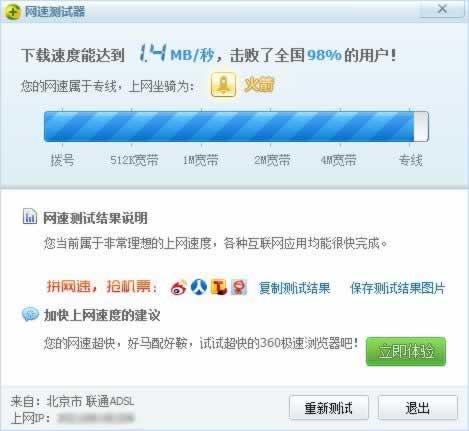 网速测试器
下载速度能达到 1.4 MB/秒，击败了全国98%的用户！
您的网速属于专线，上网坐骑为： 火箭
拨号 512K宽带 1M宽带 2M宽带 4M宽带 专线
网速测试结果说明
您当前属于非常理想的上网速度，各种互联网应用均能很快完成。
拼网速，抢机票： 复制测试结果 保存测试结果图片
加快上网速度的建议
您的网速超快，好马配好鞍，试试超快的360极速浏览器吧！ 立即体验
来自：北京市 联通ADSL
上网IP：
重新测试 退出